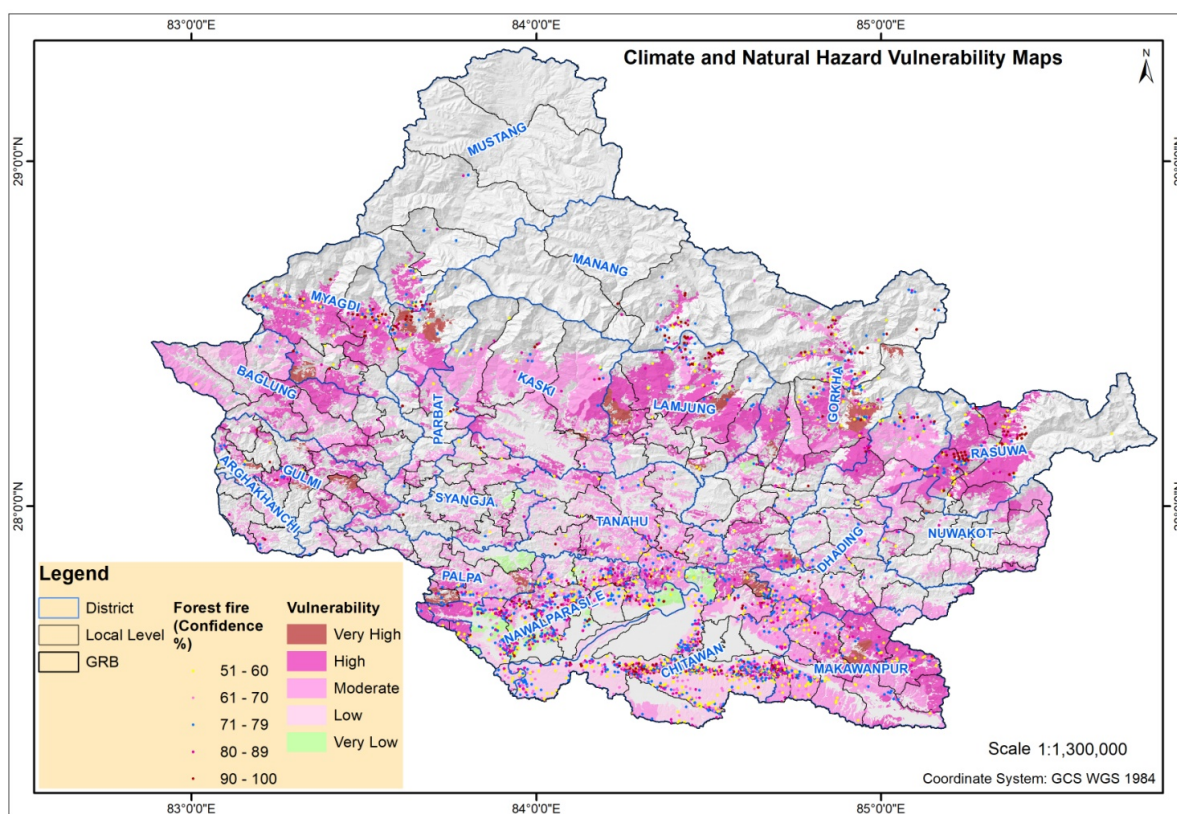 83°0'0"E 84°0'0"E 85°0'0"E
Climate and Natural Hazard Vulnerability Maps
N
29°0'0"N
28°0'0"N
MUSTANG
MANANG
MYAGDI
BAGLUNG
PARBAT
KASKI
LAMJUNG
GORKHA
RASUWA
GULMI
ARGHAKHANCHI
SYANGJA
TANAHU
DHADING
NUWAKOT
PALPA
NAWALPARASI_E
CHITAWAN
MAKAWANPUR
Legend
District
Local Level
GRB
Forest fire
(Confidence
%)
51 - 60
61 - 70
71 - 79
80 - 89
90 - 100
Vulnerability
Very High
High
Moderate
Low
Very Low
Scale 1:1,300,000
Coordinate System: GCS WGS 1984
83°0'0"E 84°0'0"E 85°0'0"E